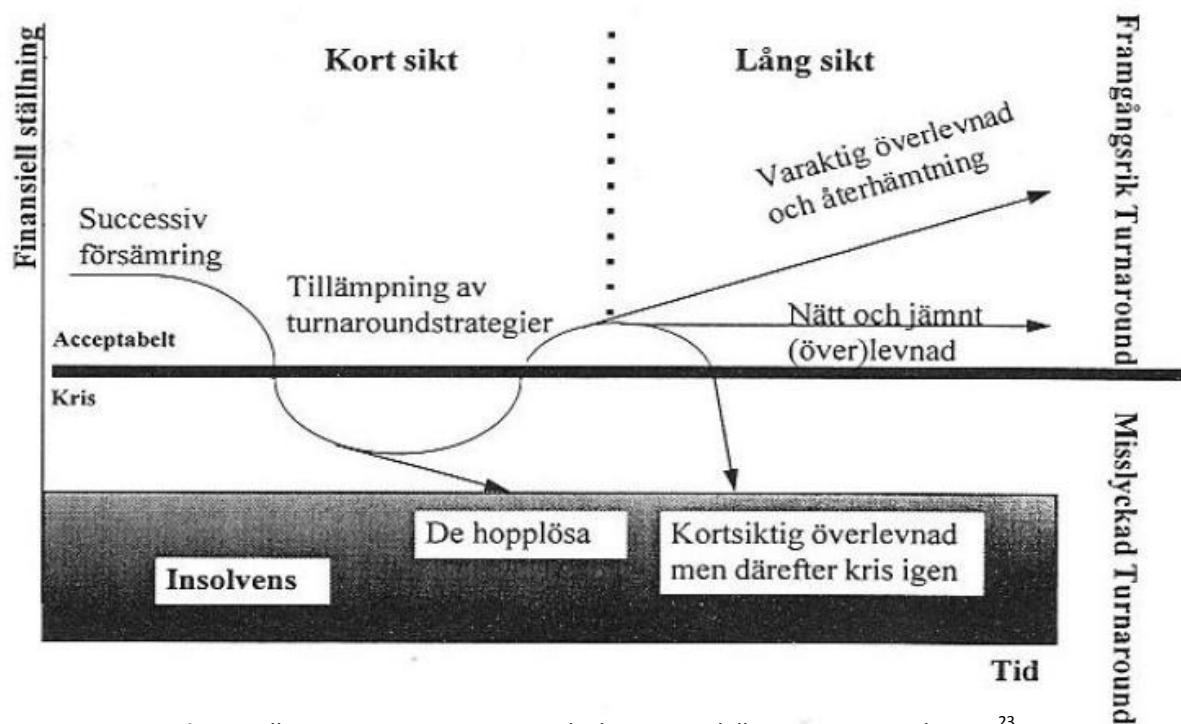 Finansiell ställning
Kort sikt
Lång sikt
Framgångsrik Turnaround
Varaktig överlevnad
och återhämtning
Successiv
försämring
Tillämpning av
turnaroundstrategier
Nätt och jämnt
(över)levnad
Acceptabelt
Kris
Misslyckad Turnaround
De hopplösa
Kortsiktig överlevnad
men därefter kris igen
Insolvens
Tid
23